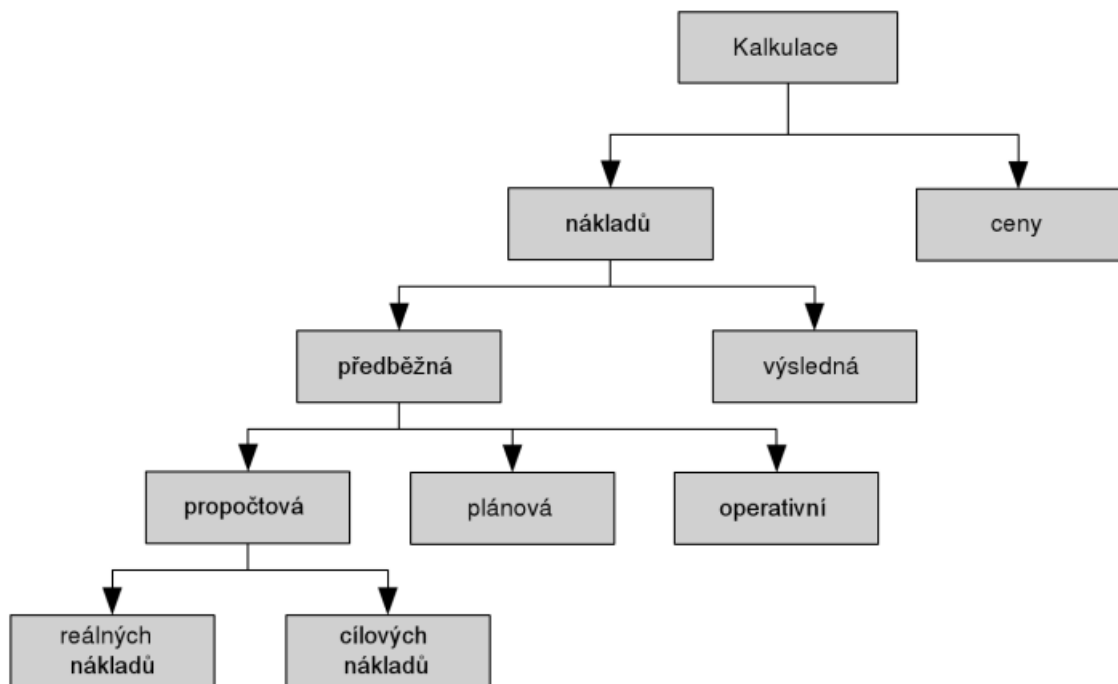 Kalkulace
nákladů
ceny
předběžná
výsledná
propočtová
plánová
operativní
reálných
nákladů
cílových
nákladů